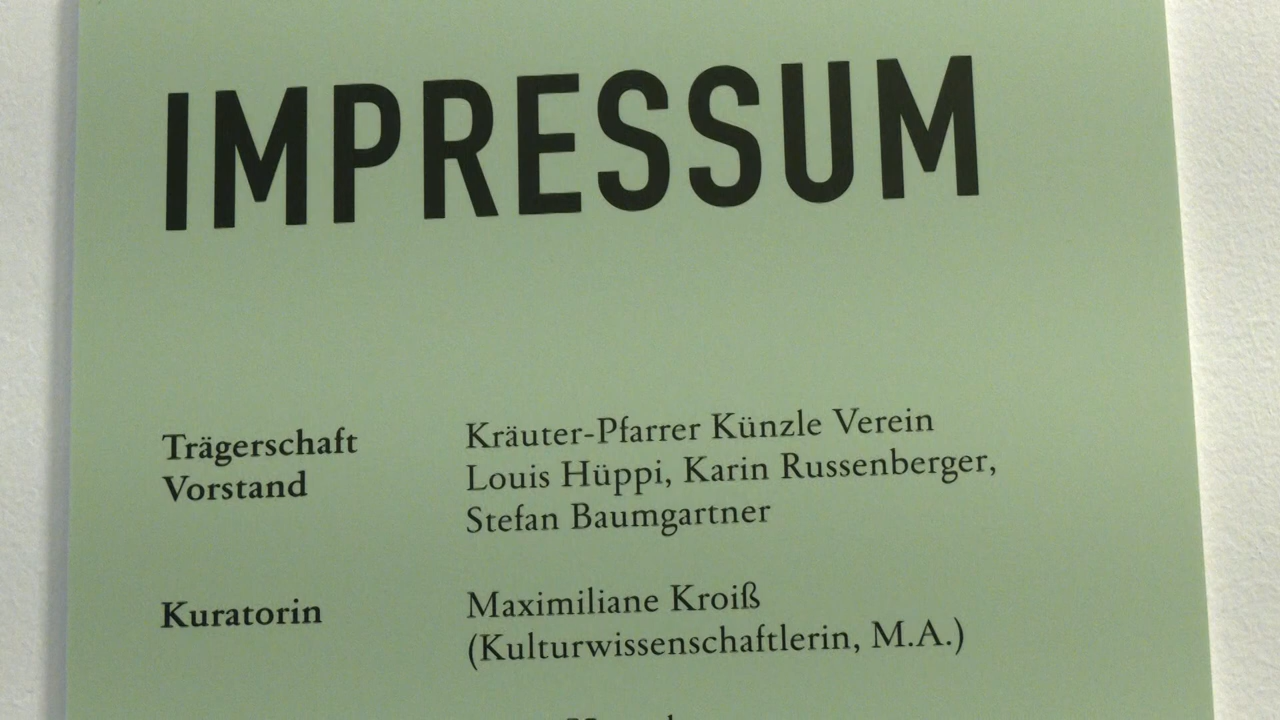 IMPRESSUM
Trägerschaft Kräuter-Pfarrer Künzle Verein
Vorstand Louis Hüppi, Karin Russenberger,
Stefan Baumgartner
Kuratorin Maximiliane Kroiß
(Kulturwissenschaftlerin, M.A.)